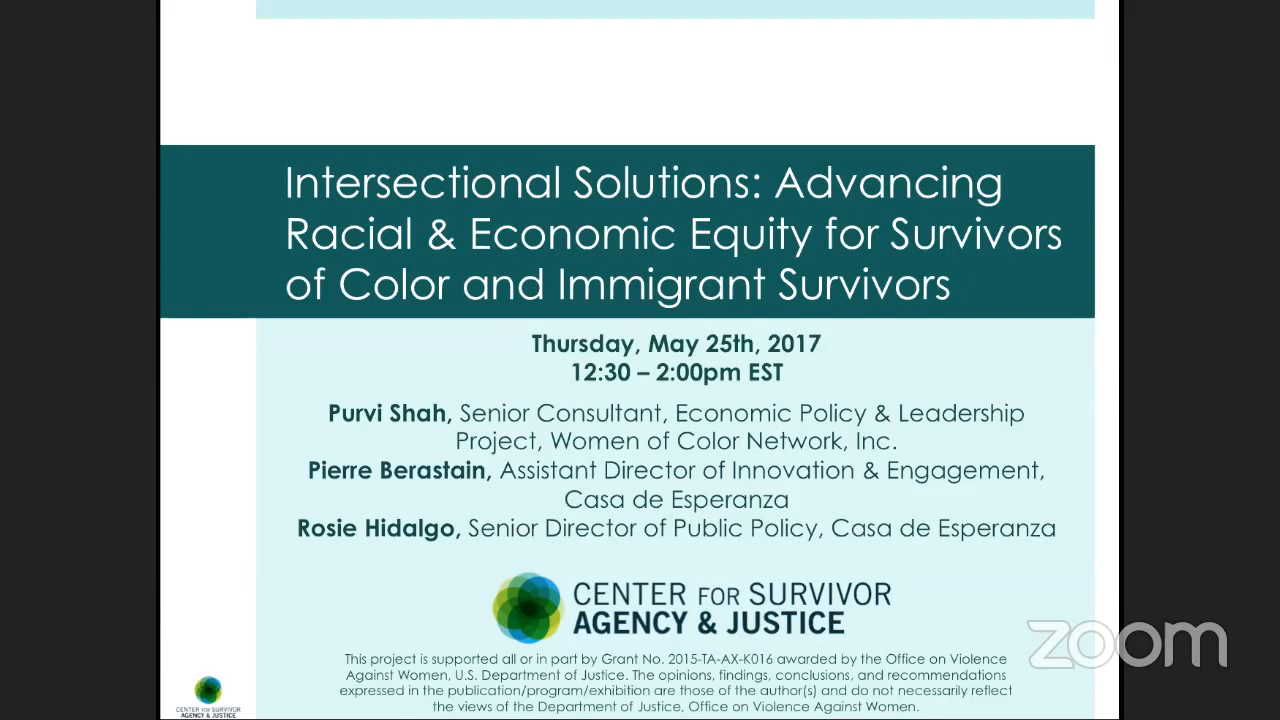 Intersectional Solutions: Advancing
Racial & Economic Equity for Survivors
of Color and Immigrant Survivors
Thursday, May 25th, 2017
12:30 – 2:00pm EST
Purvi Shah, Senior Consultant, Economic Policy & Leadership
Project, Women of Color Network, Inc.
Pierre Berastain, Assistant Director of Innovation & Engagement,
Casa de Esperanza
Rosie Hidalgo, Senior Director of Public Policy, Casa de Esperanza
CENTER FOR SURVIVOR
AGENCY & JUSTICE
This project is supported all or in part by Grant No. 2015-TA-AX-K016 awarded by the Office on Violence
Against Women, U.S. Department of Justice. The opinions, findings, conclusions, and recommendations
expressed in the publication/program/exhibition are those of the author(s) and do not necessarily reflect
the views of the Department of Justice, Office on Violence Against Women.
CENTER FOR SURVIVOR
AGENCY & JUSTICE
zoom